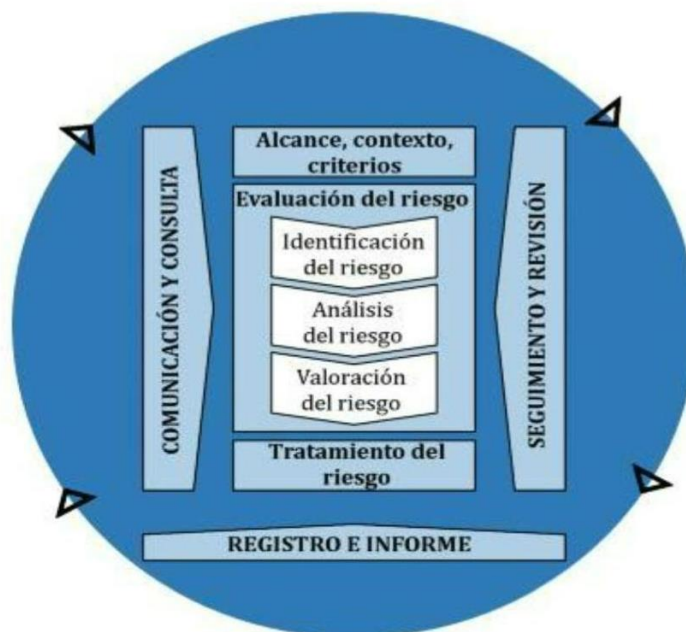 Alcance, contexto,
criterios
Evaluación del riesgo
Identificación
del riesgo
Análisis
del riesgo
Valoración
del riesgo
Tratamiento del
riesgo
COMUNICACIÓN Y CONSULTA
SEGUIMIENTO Y REVISIÓN
REGISTRO E INFORME